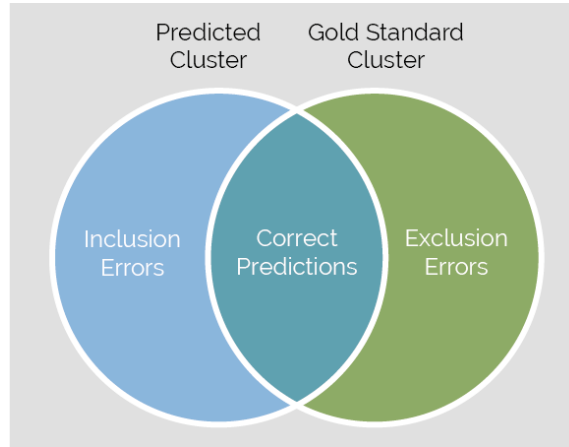 Predicted
Cluster
Gold Standard
Cluster
Inclusion
Errors
Correct
Predictions
Exclusion
Errors